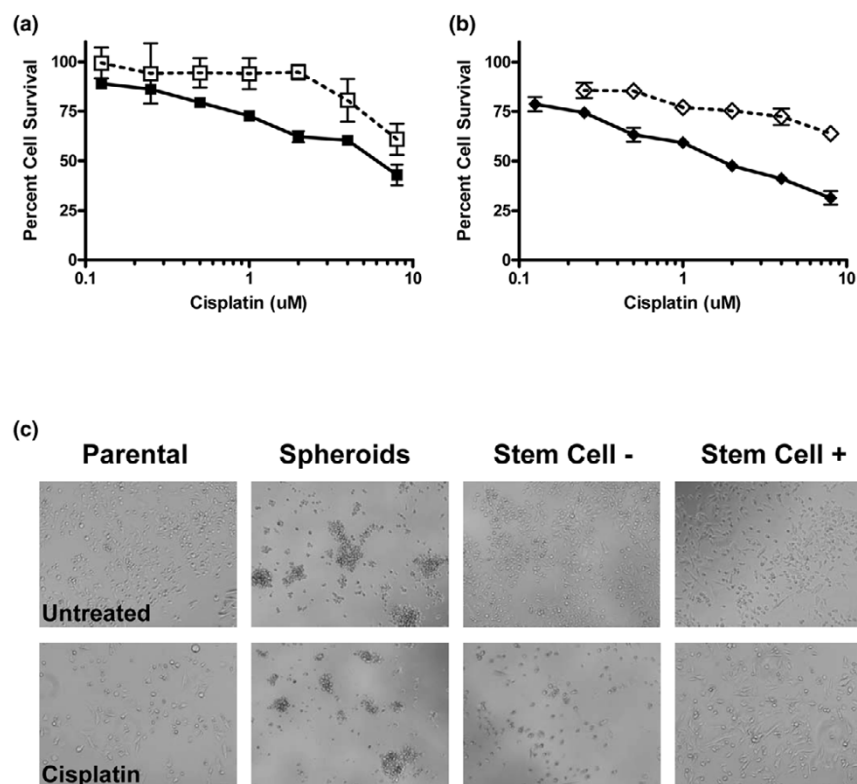 (a)
100
75
50
25
0
Percent Cell Survival
0.1 1 10
Cisplatin (uM)
(b)
100
75
50
25
0
Percent Cell Survival
0.1 1 10
Cisplatin (uM)
(c)
Parental Spheroids Stem Cell - Stem Cell +
Untreated
Cisplatin